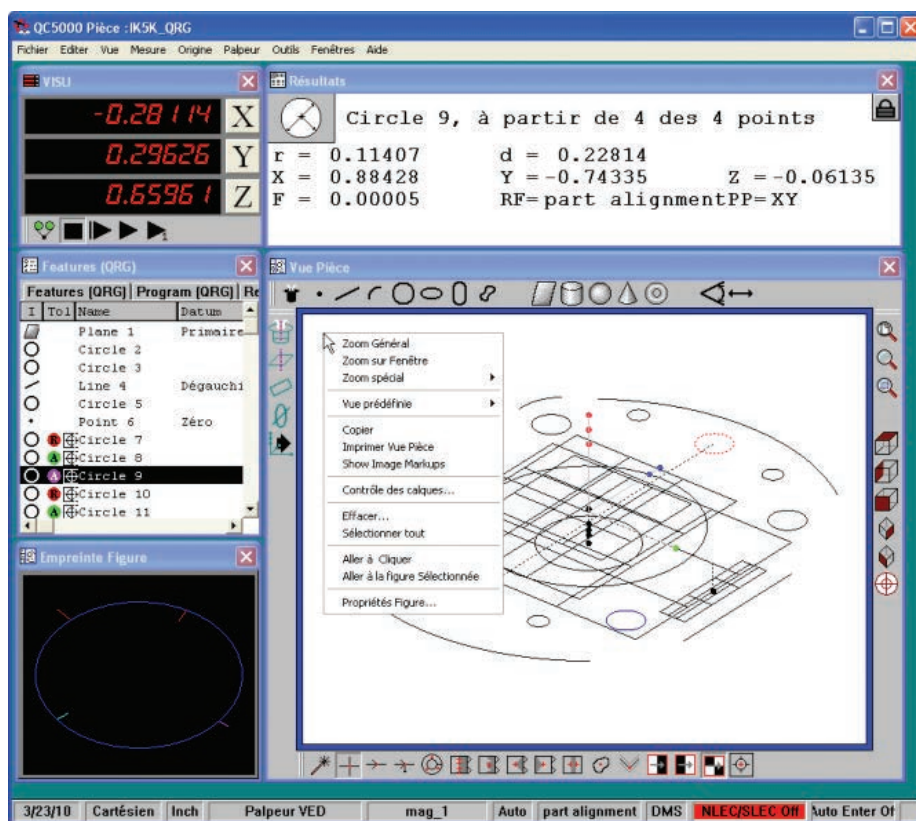 QC5000 Pièce :IK5K_QRG
Fichier Editer Vue Mesure Origine Palpeur Outils Fenêtres Aide
VISU
-0.28114 X
0.29626 Y
0.65961 Z
Résultats
Circle 9, à partir de 4 des 4 points
r = 0.11407 d = 0.22814
X = 0.88428 Y =-0.74335 Z =-0.06135
F = 0.00005 RF=part alignmentPP=XY
Features (QRG)
Features (QRG) Program (QRG) Re
I Tol Name Datum
Plane 1 Primaire
Circle 2
Circle 3
Line 4 Dégauchi
Circle 5
Point 6 Zéro
R Circle 7
A Circle 8
A Circle 9
R Circle 10
A Circle 11
Vue Pièce
Zoom Général
Zoom sur Fenêtre
Zoom spécial
Vue prédéfinie
Copier
Imprimer Vue Pièce
Show Image Markups
Contrôle des calques...
Effacer...
Sélectionner tout
Aller à Cliquer
Aller à la figure Sélectionnée
Propriétés Figure...
Empreinte Figure
3/23/10 Cartésien Inch Palpeur VED mag_1 Auto part alignment DMS NLEC/SLEC Off Auto Enter Of